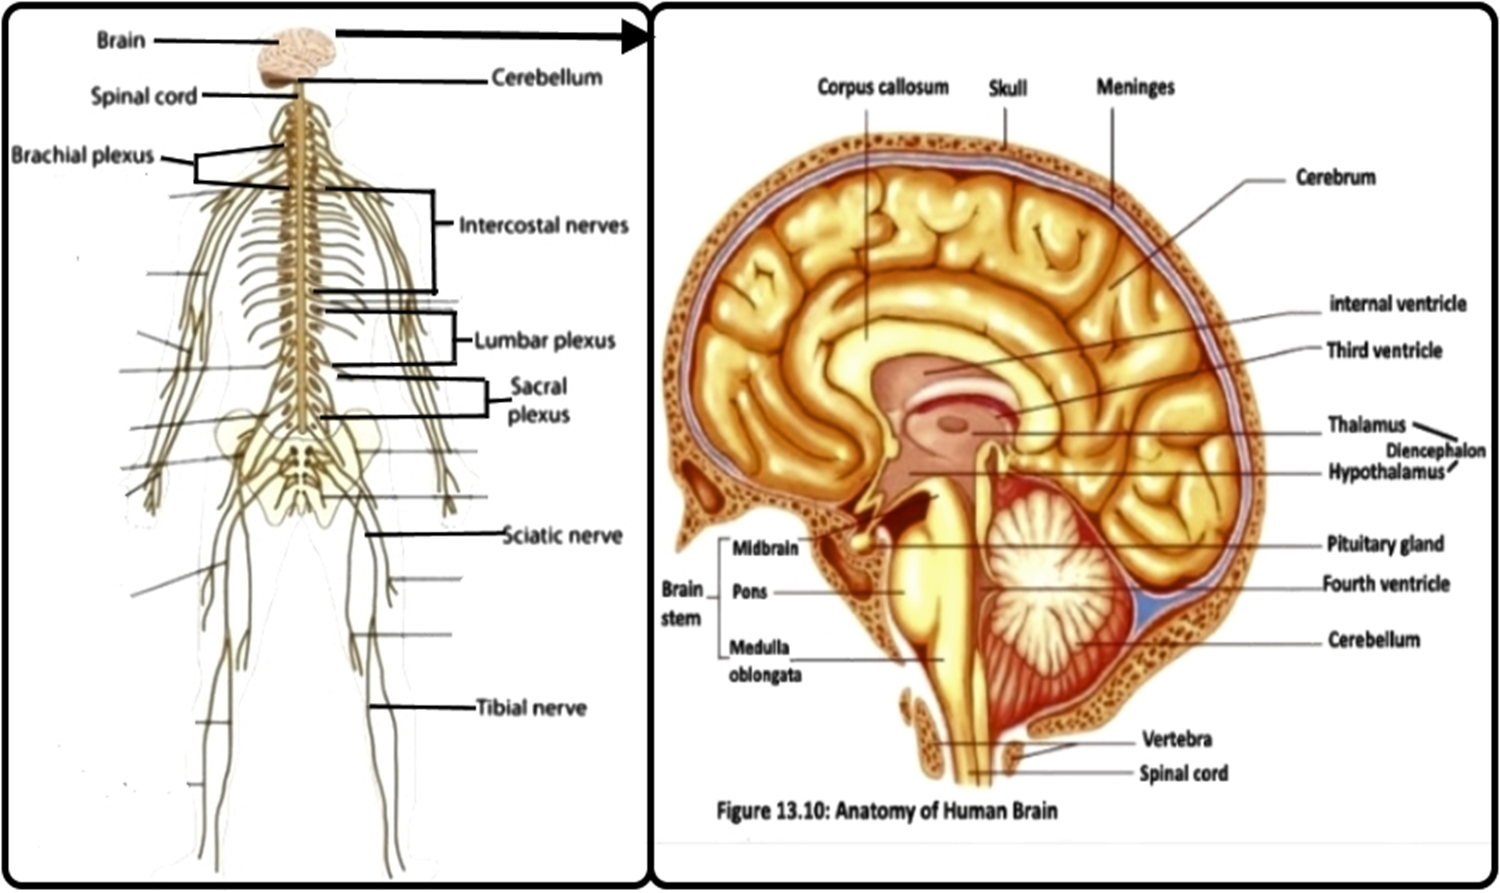 Brain
Cerebellum
Spinal cord
Brachial plexus
Intercostal nerves
Lumbar plexus
Sacral
plexus
Sciatic nerve
Tibial nerve
Corpus callosum
Skull
Meninges
Cerebrum
internal ventricle
Third ventricle
Thalamus
Diencephalon
Hypothalamus
Pituitary gland
Fourth ventricle
Cerebellum
Midbrain
Brain
stem
Pons
Medulla
oblongata
Vertebra
Spinal cord
Figure 13.10: Anatomy of Human Brain